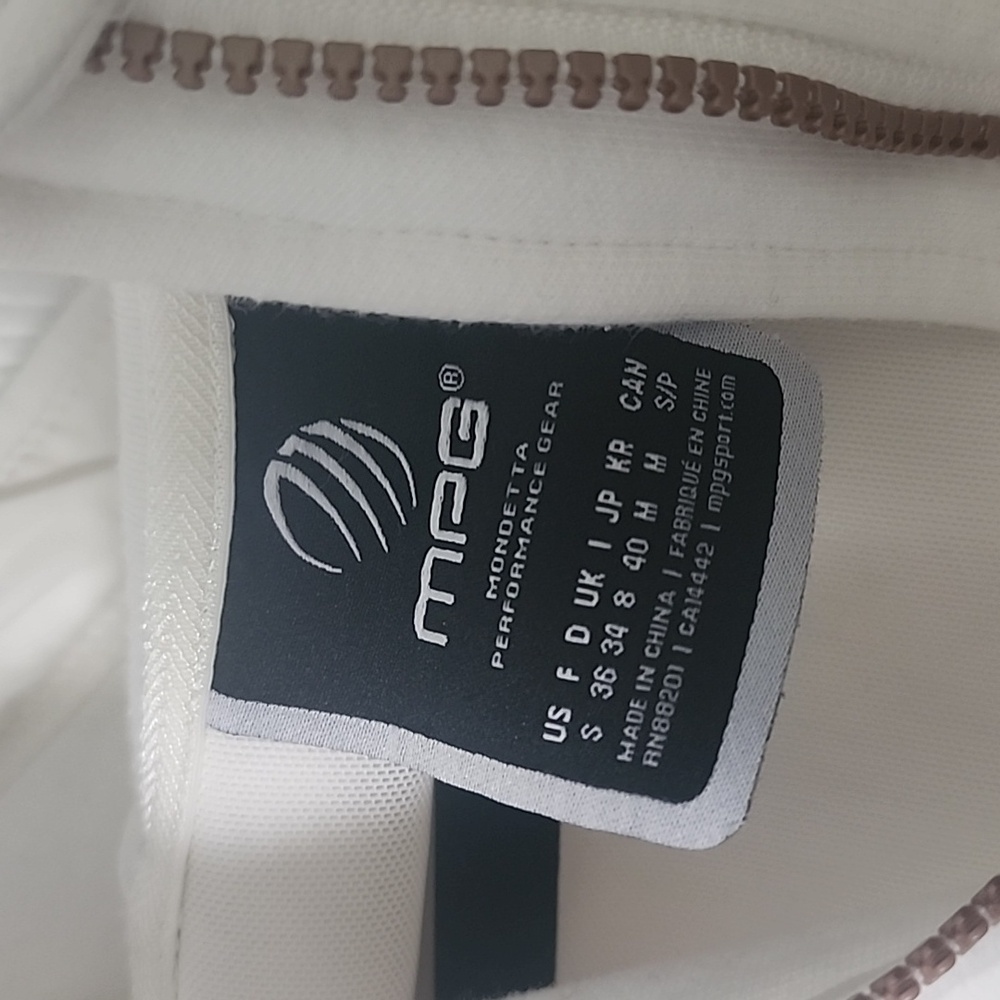 MPG®
MONDETTA
PERFORMANCE GEAR
US F D UK I JP KR CAN
S 36 34 8 40 M M S/P
MADE IN CHINA | FABRIQUÉ EN CHINE
RN88201 | CA14442 | mpgsport.com